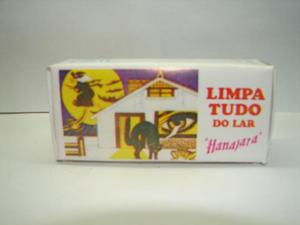 LIMPA
TUDO
DO LAR
"Hanajara"